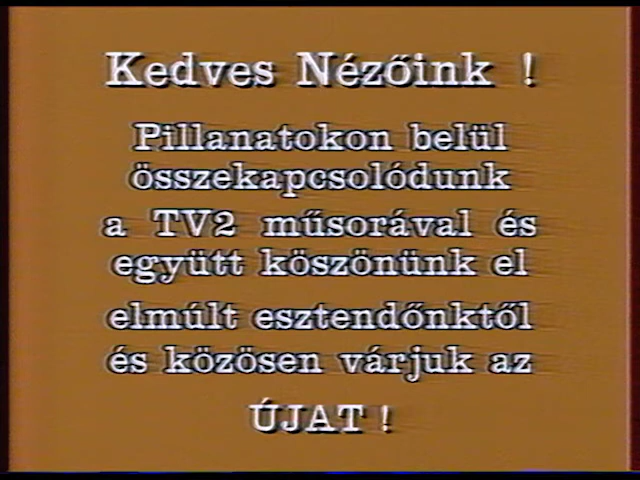 Kedves Nézőink !
Pillanatokon belül
összekapcsolódunk
a TV2 műsorával és
együtt köszönünk el
elmúlt esztendőnktől
és közösen várjuk az
ÚJAT !